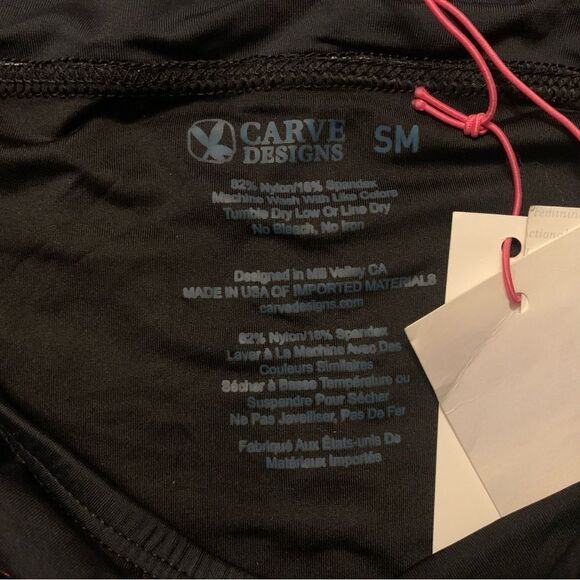 CARVE
DESIGNS
SM
82% Nylon/18% Spandex
Machine Wash With Like Colors
Tumble Dry Low Or Line Dry
No Bleach, No Iron
Designed in Mill Valley CA
MADE IN USA OF IMPORTED MATERIALS
carvedesigns.com
82% Nylon/18% Spandex
Laver À La Machine Avec Des
Couleurs Similaires
Sécher à Basse Température ou
Suspendre Pour Sécher
Ne Pas Javelliser, Pas De Fer
Fabriqué Aux États-unis De
Matériaux Importés